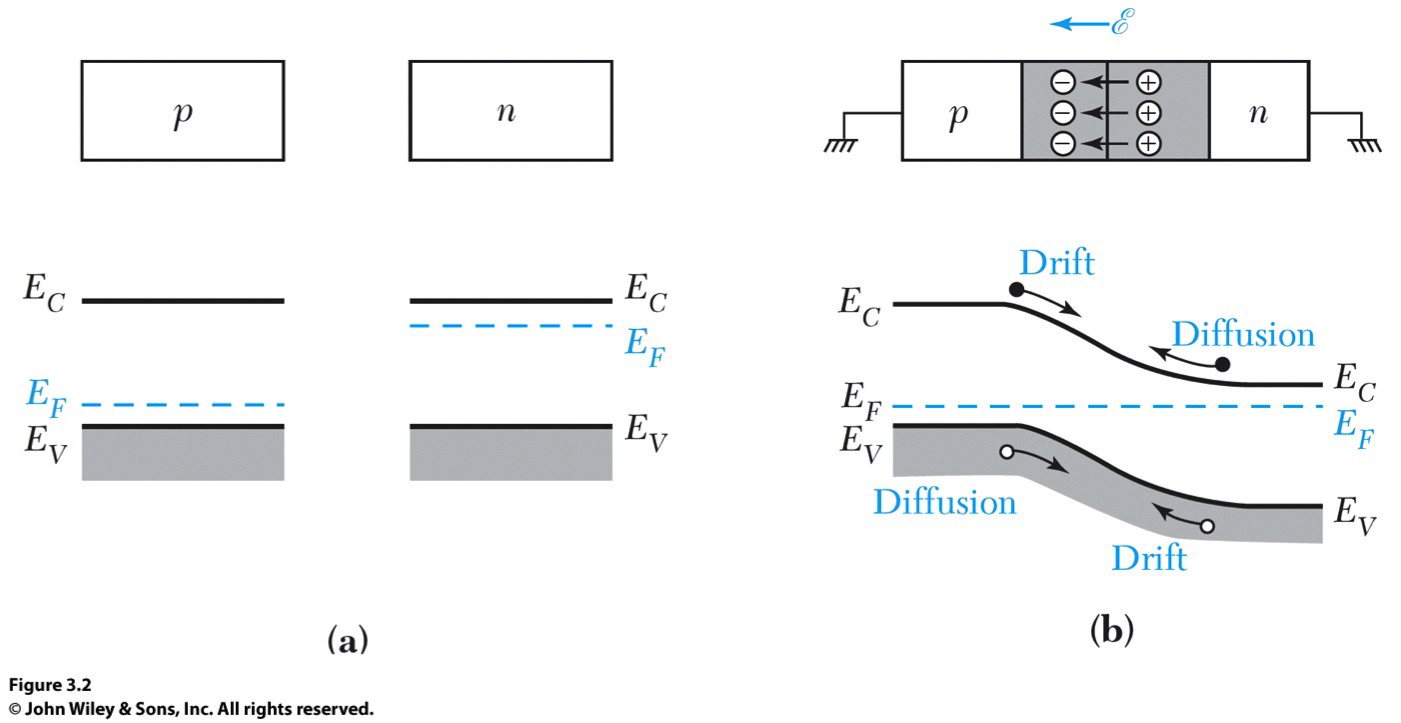 ℰ
p
n
p
− +
− +
− +
n
E_C
E_C
E_F
E_F
E_V
E_V
Drift
E_C
Diffusion
E_C
E_F
E_F
E_V
Diffusion
E_V
Drift
(a)
(b)
Figure 3.2
© John Wiley & Sons, Inc. All rights reserved.